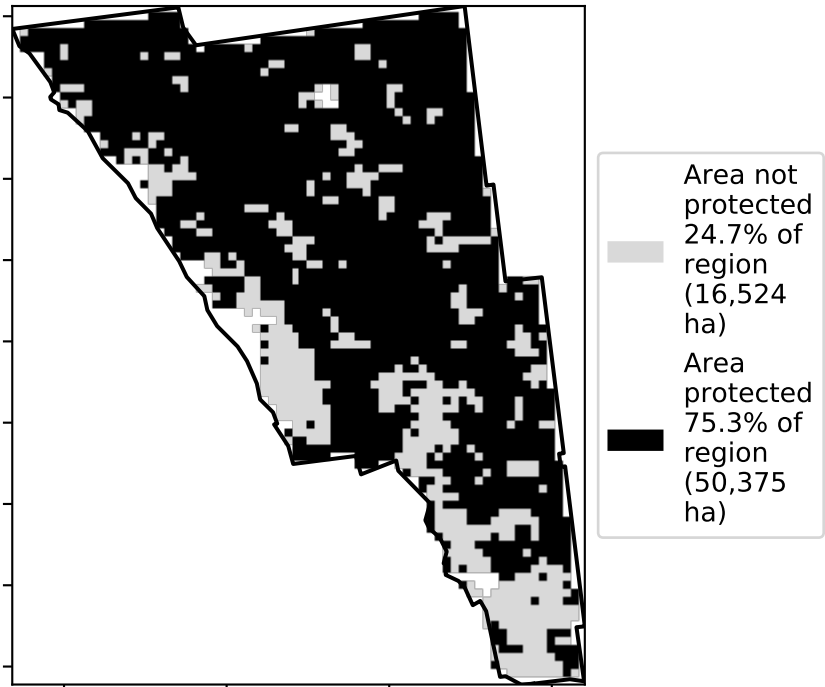 Area not
protected
24.7% of
region
(16,524
ha)
Area
protected
75.3% of
region
(50,375
ha)